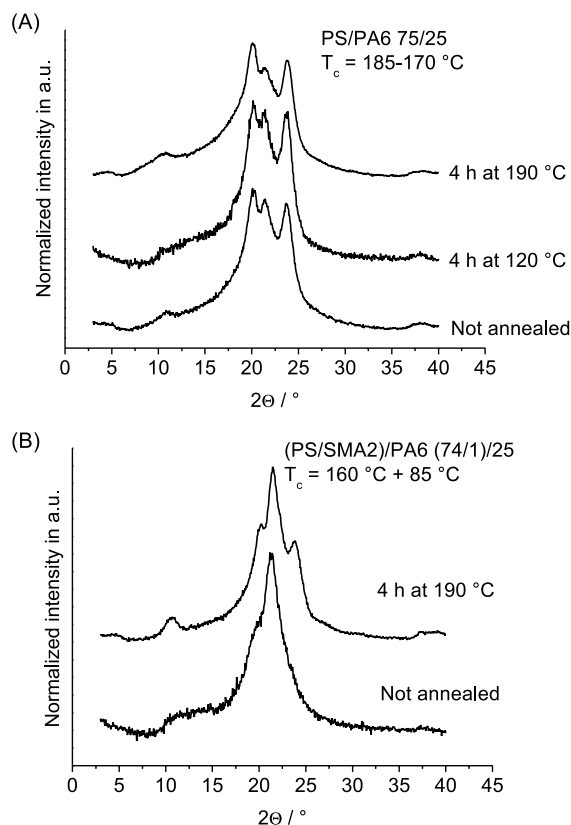 (A)
PS/PA6 75/25
T_c = 185-170 °C
Normalized intensity in a.u.
4 h at 190 °C
4 h at 120 °C
Not annealed
0 5 10 15 20 25 30 35 40 45
2Θ / °
(B)
(PS/SMA2)/PA6 (74/1)/25
T_c = 160 °C + 85 °C
Normalized intensity in a.u.
4 h at 190 °C
Not annealed
0 5 10 15 20 25 30 35 40 45
2Θ / °